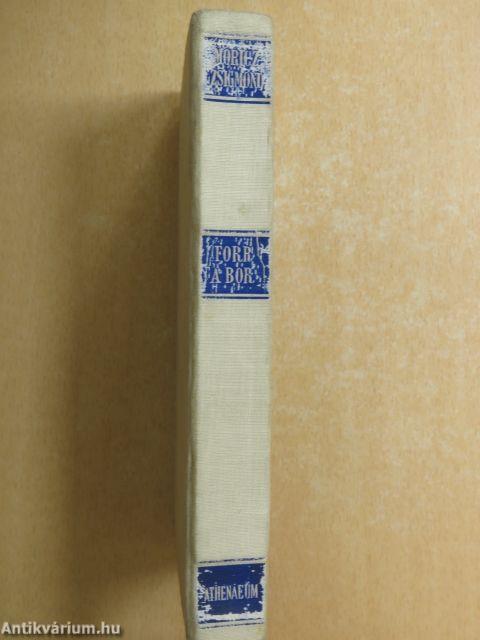 MÓRICZ
ZSIGMOND
FORR
A BOR
ATHENAEUM
Antikvárium.hu